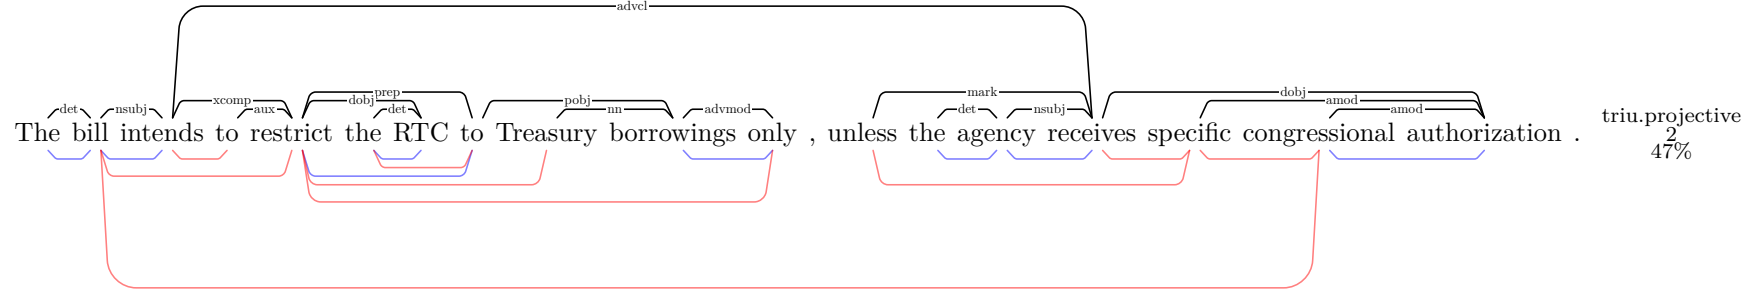 advcl
prep
mark
dobj
xcomp
dobj
pobj
amod
det
nsubj
aux
det
nn
advmod
det
nsubj
amod
The bill intends to restrict the RTC to Treasury borrowings only , unless the agency receives specific congressional authorization .
triu.projective
2
47%